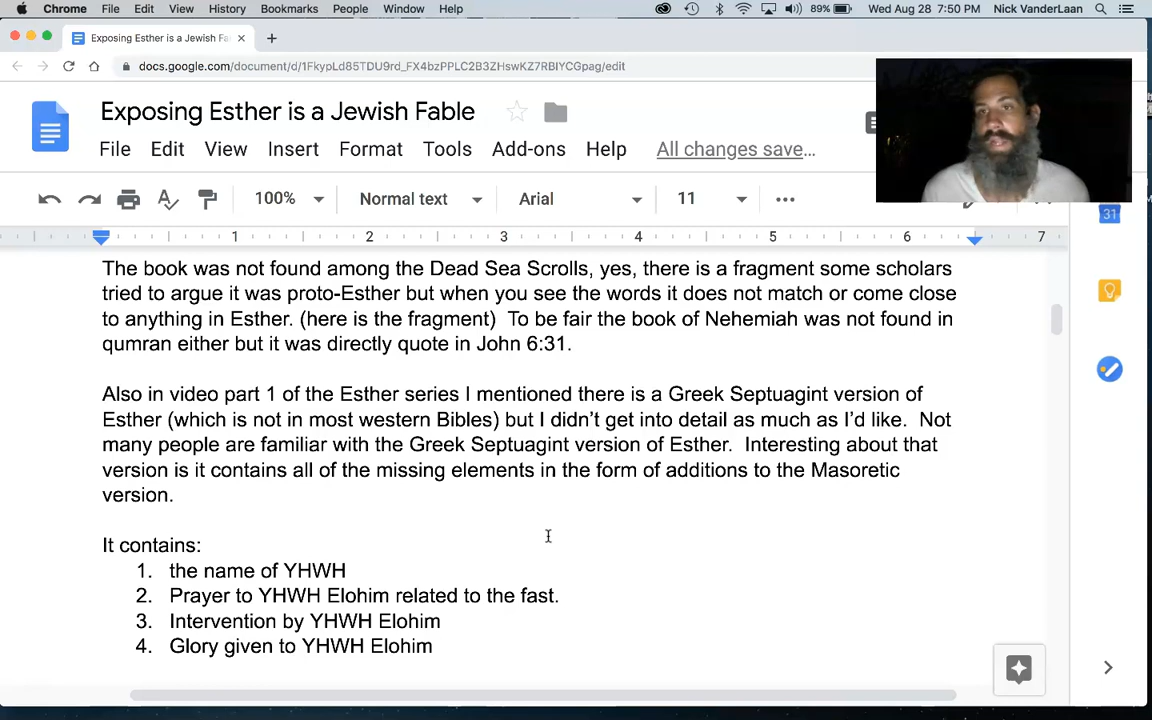 Chrome File Edit View History Bookmarks People Window Help 89% Wed Aug 28 7:50 PM Nick VanderLaan
Exposing Esther is a Jewish Fa
docs.google.com/document/d/1FkypLd85TDU9rd_FX4bzPPLC2B3ZHswKZ7RBIYCGpag/edit
Exposing Esther is a Jewish Fable
File Edit View Insert Format Tools Add-ons Help All changes save…
100% Normal text Arial 11
1 2 3 4 5 6 7
31
The book was not found among the Dead Sea Scrolls, yes, there is a fragment some scholars
tried to argue it was proto-Esther but when you see the words it does not match or come close
to anything in Esther. (here is the fragment) To be fair the book of Nehemiah was not found in
qumran either but it was directly quote in John 6:31.
Also in video part 1 of the Esther series I mentioned there is a Greek Septuagint version of
Esther (which is not in most western Bibles) but I didn't get into detail as much as I'd like. Not
many people are familiar with the Greek Septuagint version of Esther. Interesting about that
version is it contains all of the missing elements in the form of additions to the Masoretic
version.
It contains:
1. the name of YHWH
2. Prayer to YHWH Elohim related to the fast.
3. Intervention by YHWH Elohim
4. Glory given to YHWH Elohim